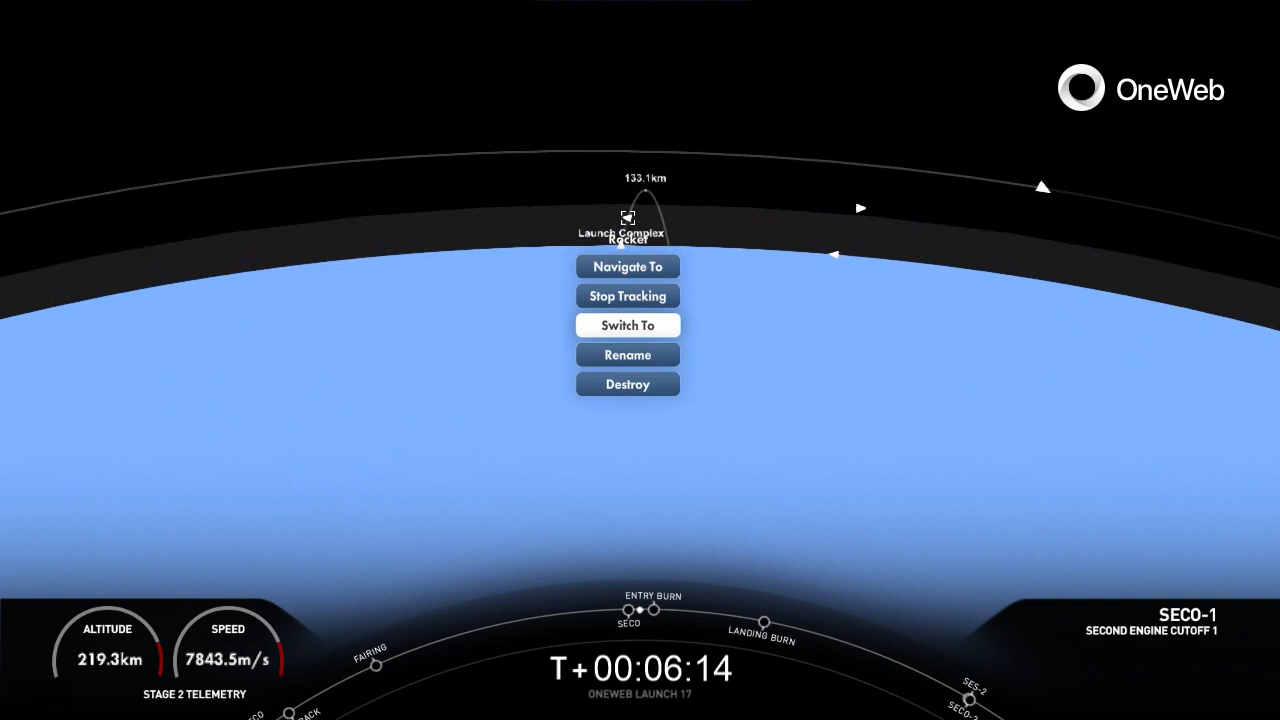 OneWeb
133.1km
Launch Complex
Rocket
Navigate To
Stop Tracking
Switch To
Rename
Destroy
ALTITUDE
219.3km
SPEED
7843.5m/s
STAGE 2 TELEMETRY
FAIRING
SECO
ENTRY BURN
LANDING BURN
SES-2
T+00:06:14
ONEWEB LAUNCH 17
SECO-1
SECOND ENGINE CUTOFF 1